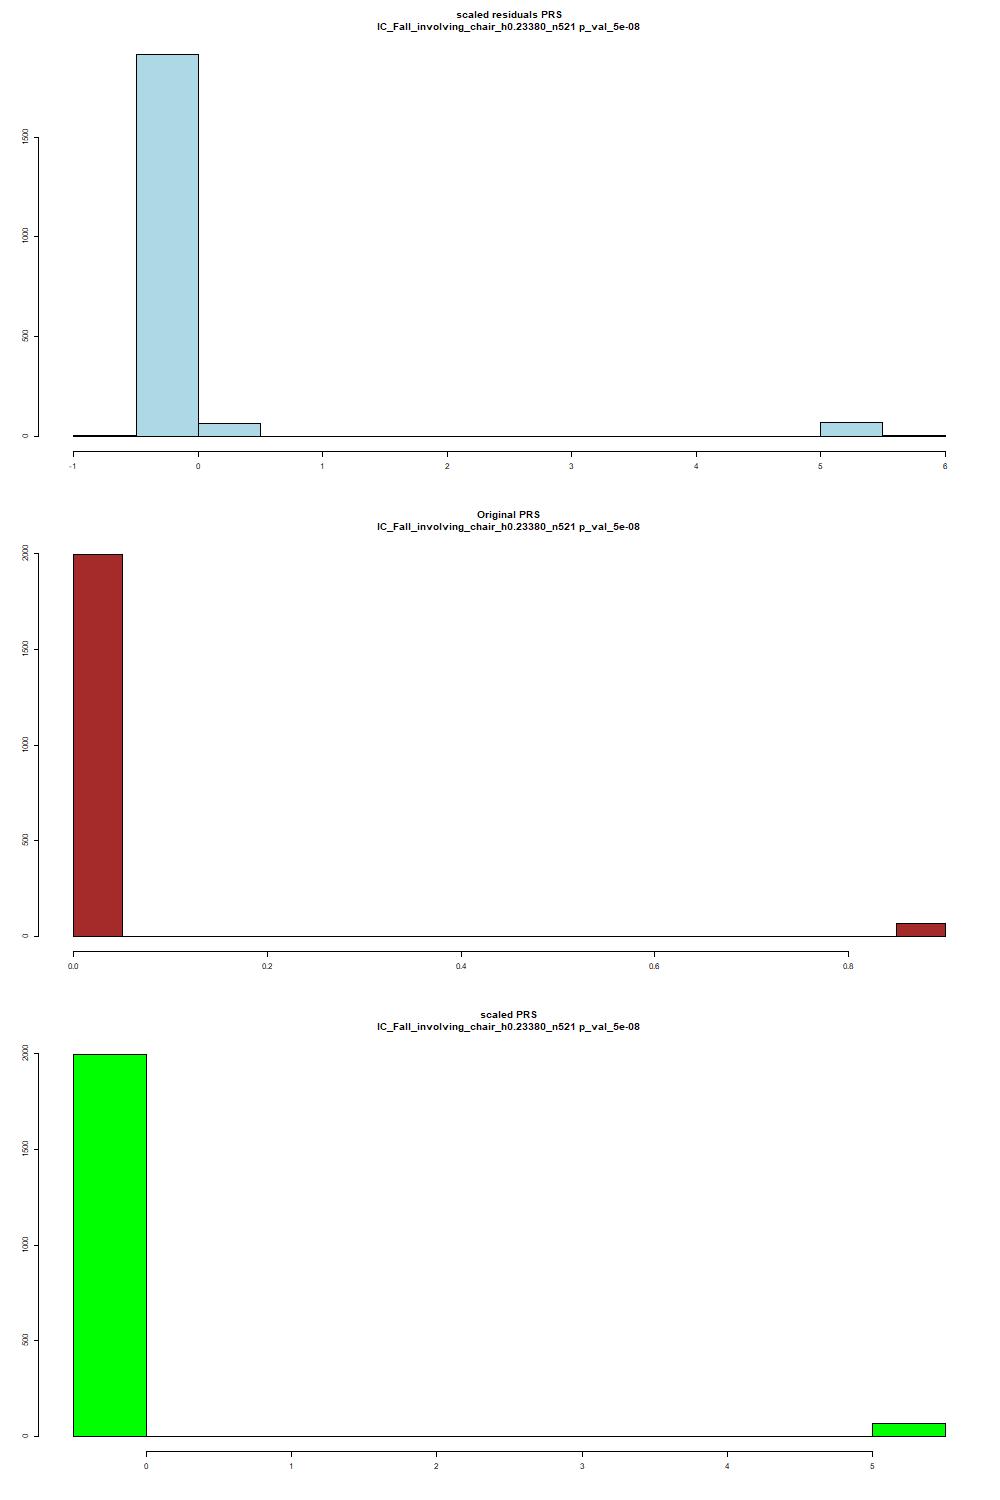 scaled residuals PRS
IC_Fall_involving_chair_h0.23380_n521 p_val_5e-08
1500
1000
500
0
-1 0 1 2 3 4 5 6
Original PRS
IC_Fall_involving_chair_h0.23380_n521 p_val_5e-08
2000
1500
1000
500
0
0.0 0.2 0.4 0.6 0.8
scaled PRS
IC_Fall_involving_chair_h0.23380_n521 p_val_5e-08
2000
1500
1000
500
0
0 1 2 3 4 5